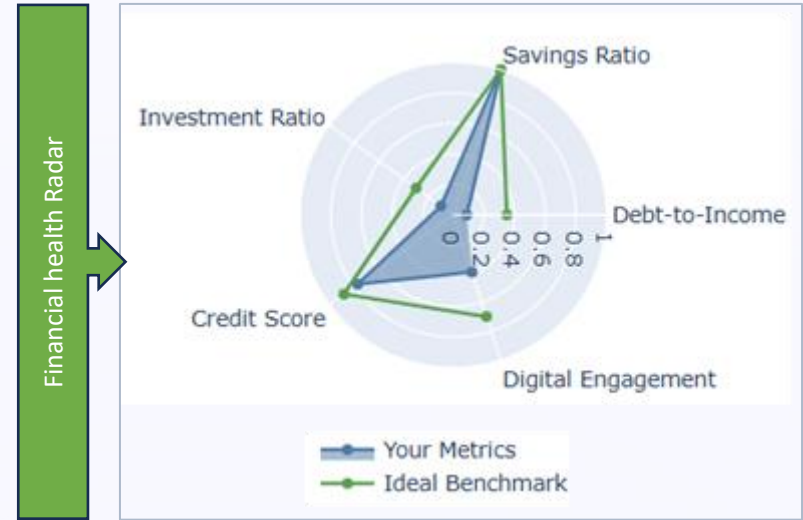 Financial health Radar
Savings Ratio
Investment Ratio
Debt-to-Income
0
0.2
0.4
0.6
0.8
1
Credit Score
Digital Engagement
Your Metrics
Ideal Benchmark